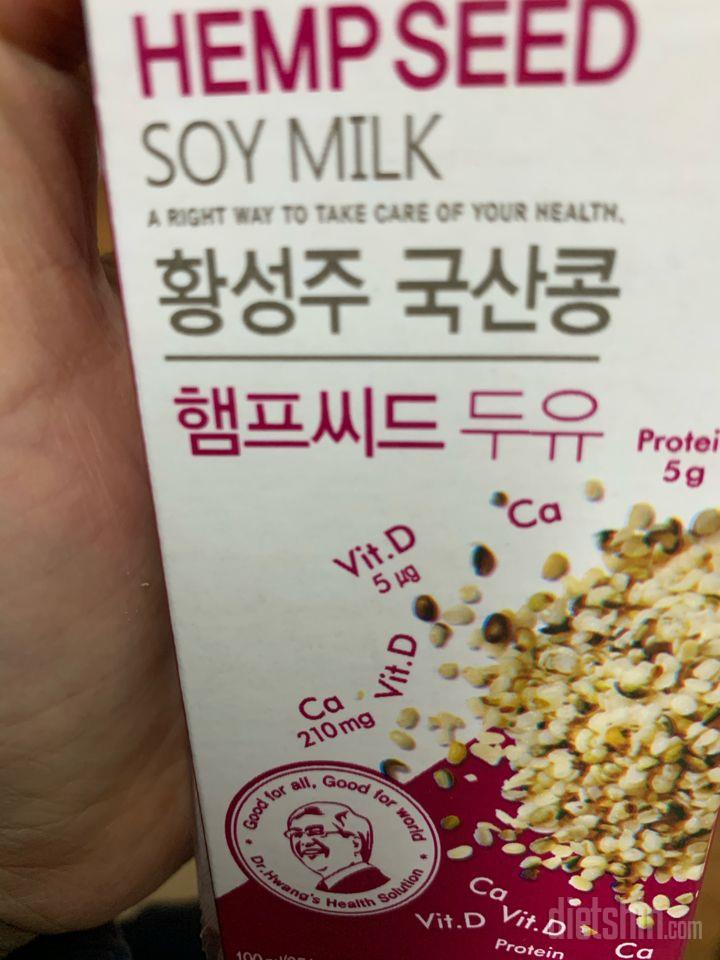 HEMP SEED
SOY MILK
A RIGHT WAY TO TAKE CARE OF YOUR HEALTH.
황성주 국산콩
햄프씨드 두유
5g
Ca
Vit.D
5 μg
Vit.D
Ca
210mg
Good for all, Good for world
Dr.Hwang's Health Solution
Ca
Vit.D
Vit.D
Protein
Ca
dietshin.com